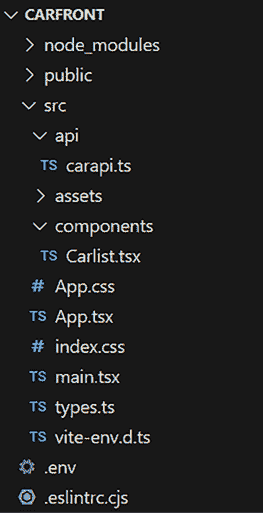 CARFRONT
node_modules
public
src
api
TS carapi.ts
assets
components
TS Carlist.tsx
# App.css
TS App.tsx
# index.css
TS main.tsx
TS types.ts
TS vite-env.d.ts
.env
.eslintrc.cjs